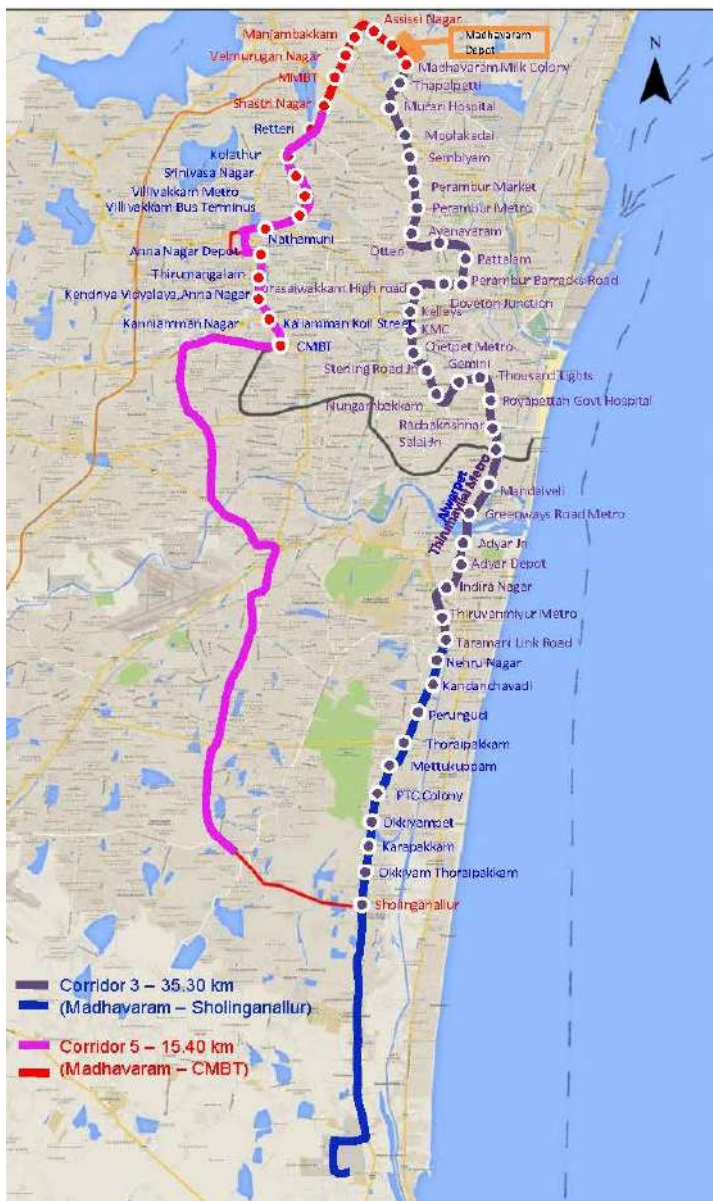 Assissi Nagar
Manjambakkam
Madhavaram
Depot
N
Velmurugan Nagar
MMBT
Madhavaram Milk Colony
Thapalpetti
Shastri Nagar
Murari Hospital
Retteri
Moolakadai
Kolathur
Sembiyam
Srinivasa Nagar
Perambur Market
Villivakkam Metro
Villivakkam Bus Terminus
Perambur Metro
Ayanavaram
Nathamuni
Otteri
Anna Nagar Depot
Pattalam
Thirumangalam
Perambur Barracks Road
Purasaiwakkam High road
Kendriya Vidyalaya, Anna Nagar
Doveton Junction
Kelleys
Kanniamman Nagar
Kaliamman Koil Street
KMC
CMBT
Chetpet Metro
Sterling Road Jn
Gemini
Thousand Lights
Nungambakkam
Royapettah Govt Hospital
Radhakrishnar
Salai Jn
Alwarpet
Thirumayilai Metro
Mandaiveli
Greenways Road Metro
Adyar Jn
Adyar Depot
Indira Nagar
Thiruvanmiyur Metro
Taramani Link Road
Nehru Nagar
Kandanchavadi
Perungudi
Thoraipakkam
Mettukuppam
PTC Colony
Okkiyampet
Karapakkam
Okkiyam Thoraipakkam
Sholinganallur
Corridor 3 – 35.30 km
(Madhavaram – Sholinganallur)
Corridor 5 – 15.40 km
(Madhavaram – CMBT)